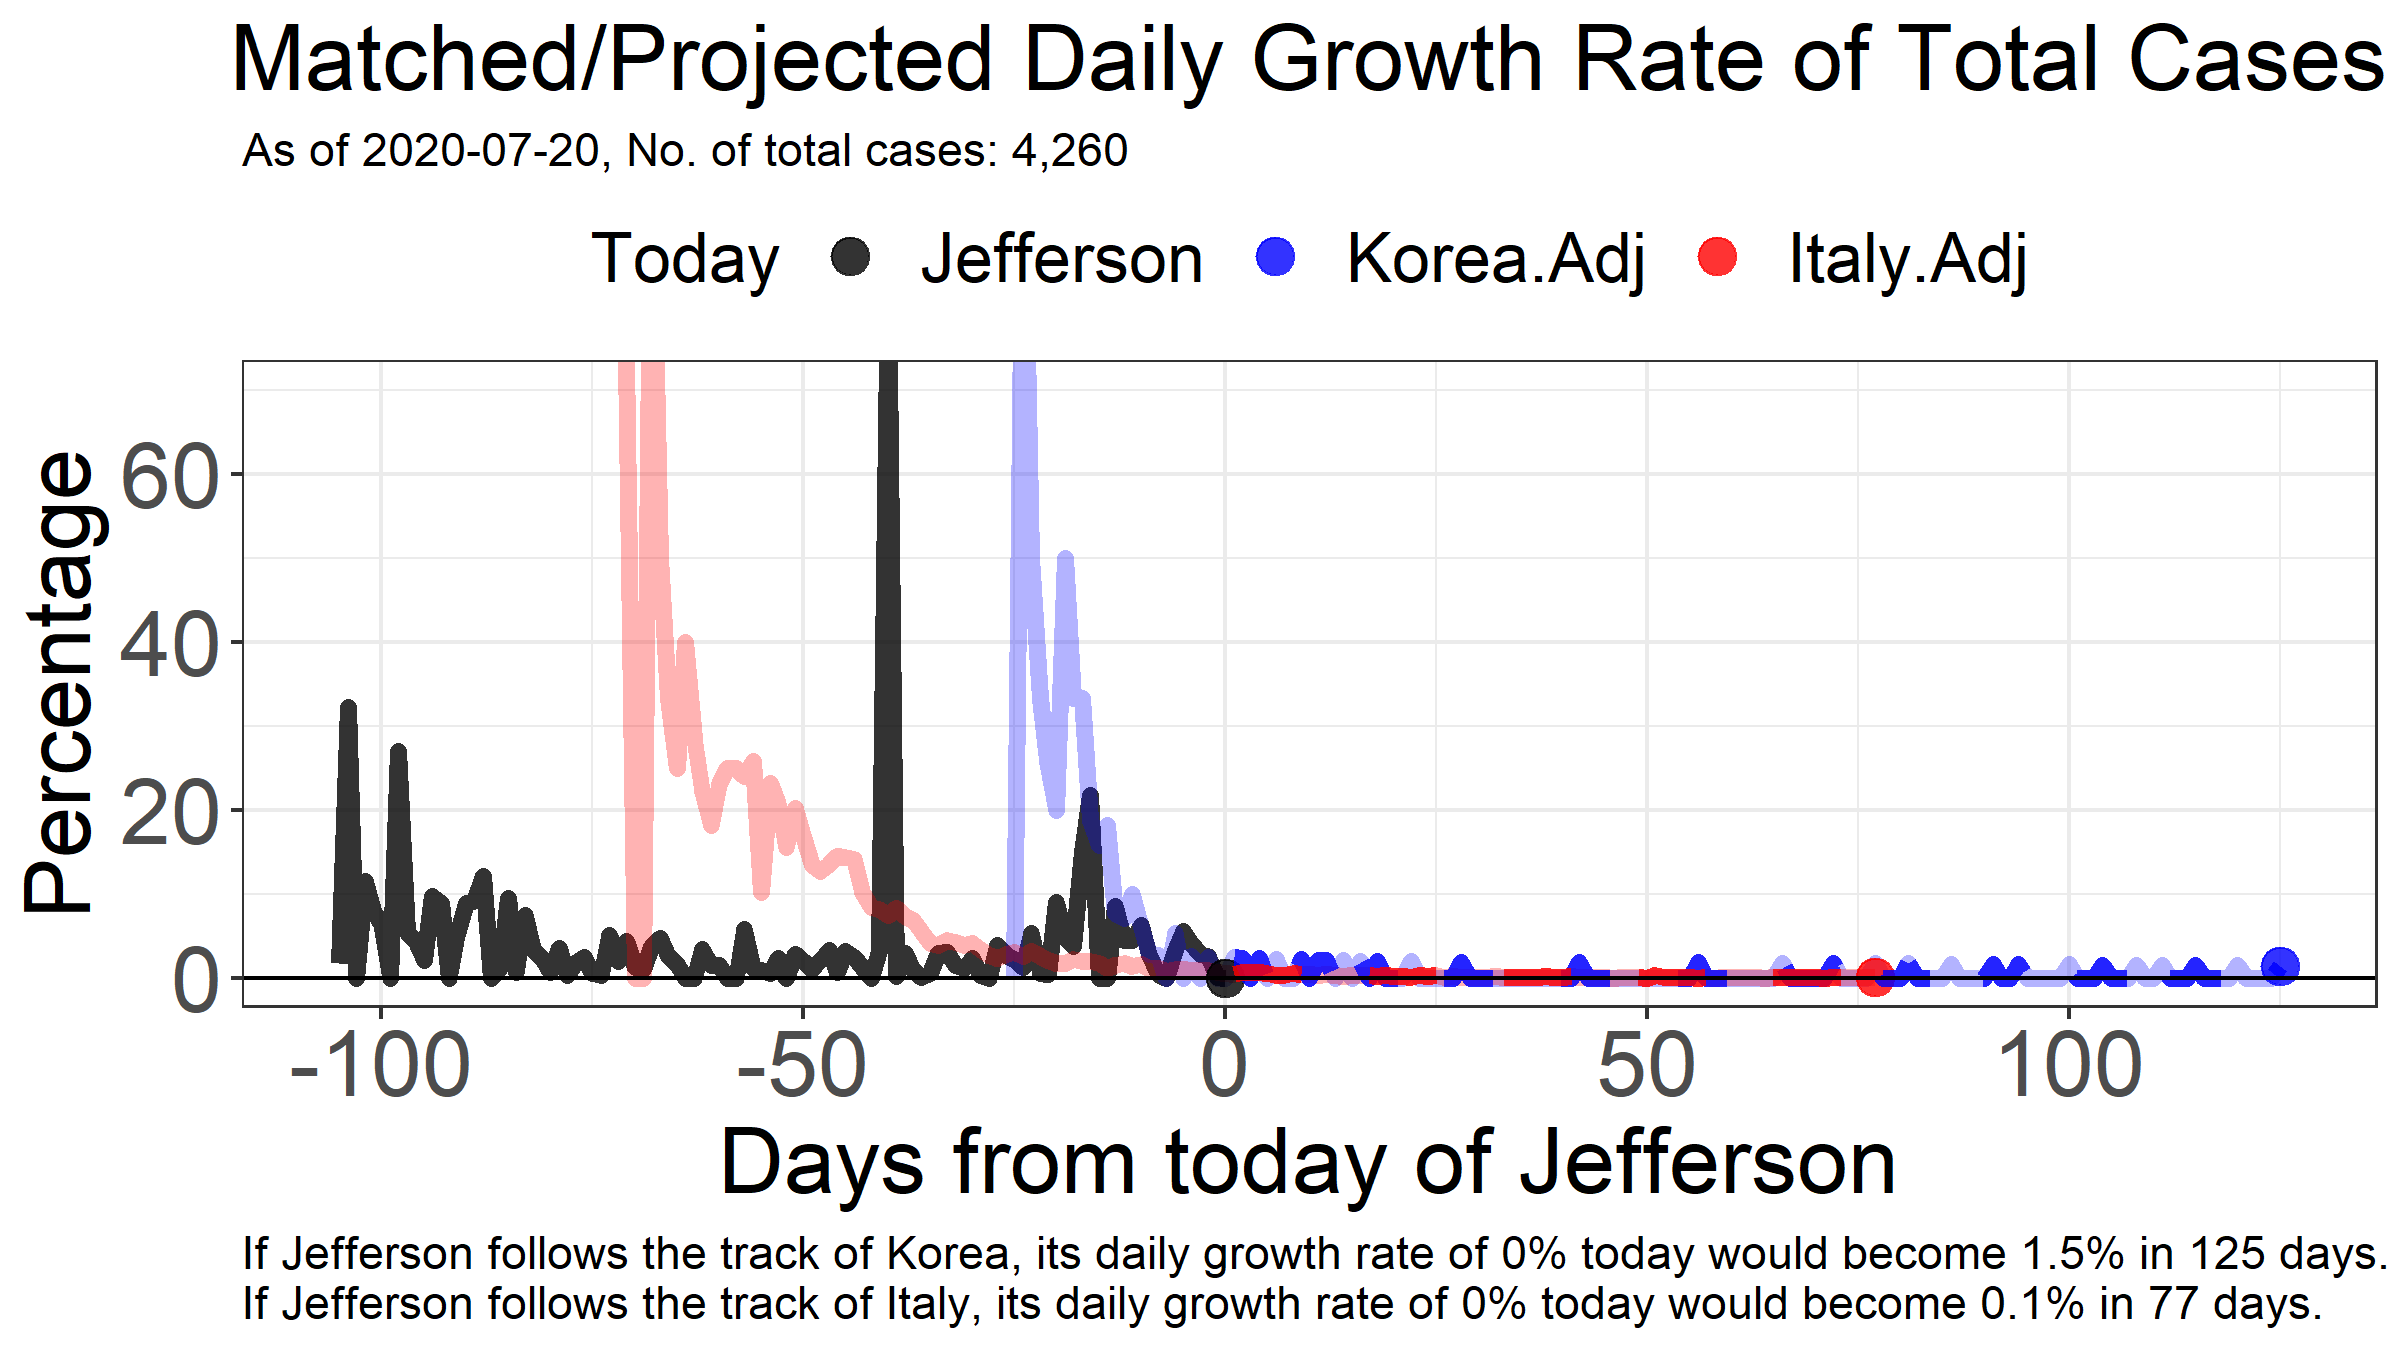 Matched/Projected Daily Growth Rate of Total Cases
As of 2020-07-20, No. of total cases: 4,260
Today Jefferson Korea.Adj Italy.Adj
Percentage
60
40
20
0
-100 -50 0 50 100
Days from today of Jefferson
If Jefferson follows the track of Korea, its daily growth rate of 0% today would become 1.5% in 125 days.
If Jefferson follows the track of Italy, its daily growth rate of 0% today would become 0.1% in 77 days.